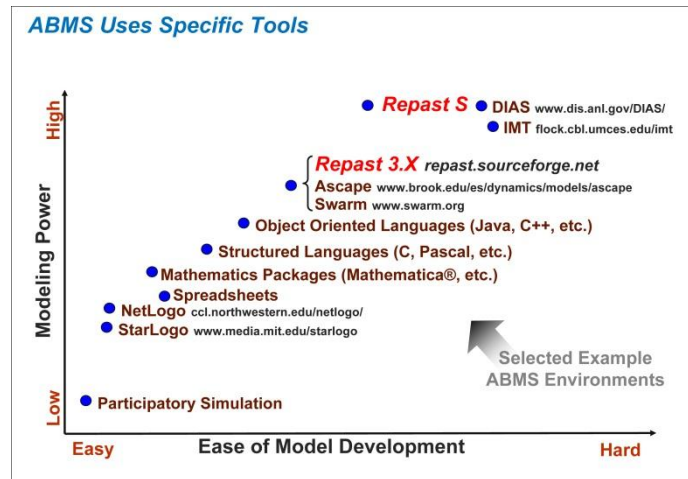 ABMS Uses Specific Tools
High
Repast S
DIAS www.dis.anl.gov/DIAS/
IMT flock.cbl.umces.edu/imt
Repast 3.X repast.sourceforge.net
Ascape www.brook.edu/es/dynamics/models/ascape
Swarm www.swarm.org
Object Oriented Languages (Java, C++, etc.)
Structured Languages (C, Pascal, etc.)
Mathematics Packages (Mathematica®, etc.)
Spreadsheets
NetLogo ccl.northwestern.edu/netlogo/
StarLogo www.media.mit.edu/starlogo
Modeling Power
Selected Example
ABMS Environments
Participatory Simulation
Low
Easy
Ease of Model Development
Hard